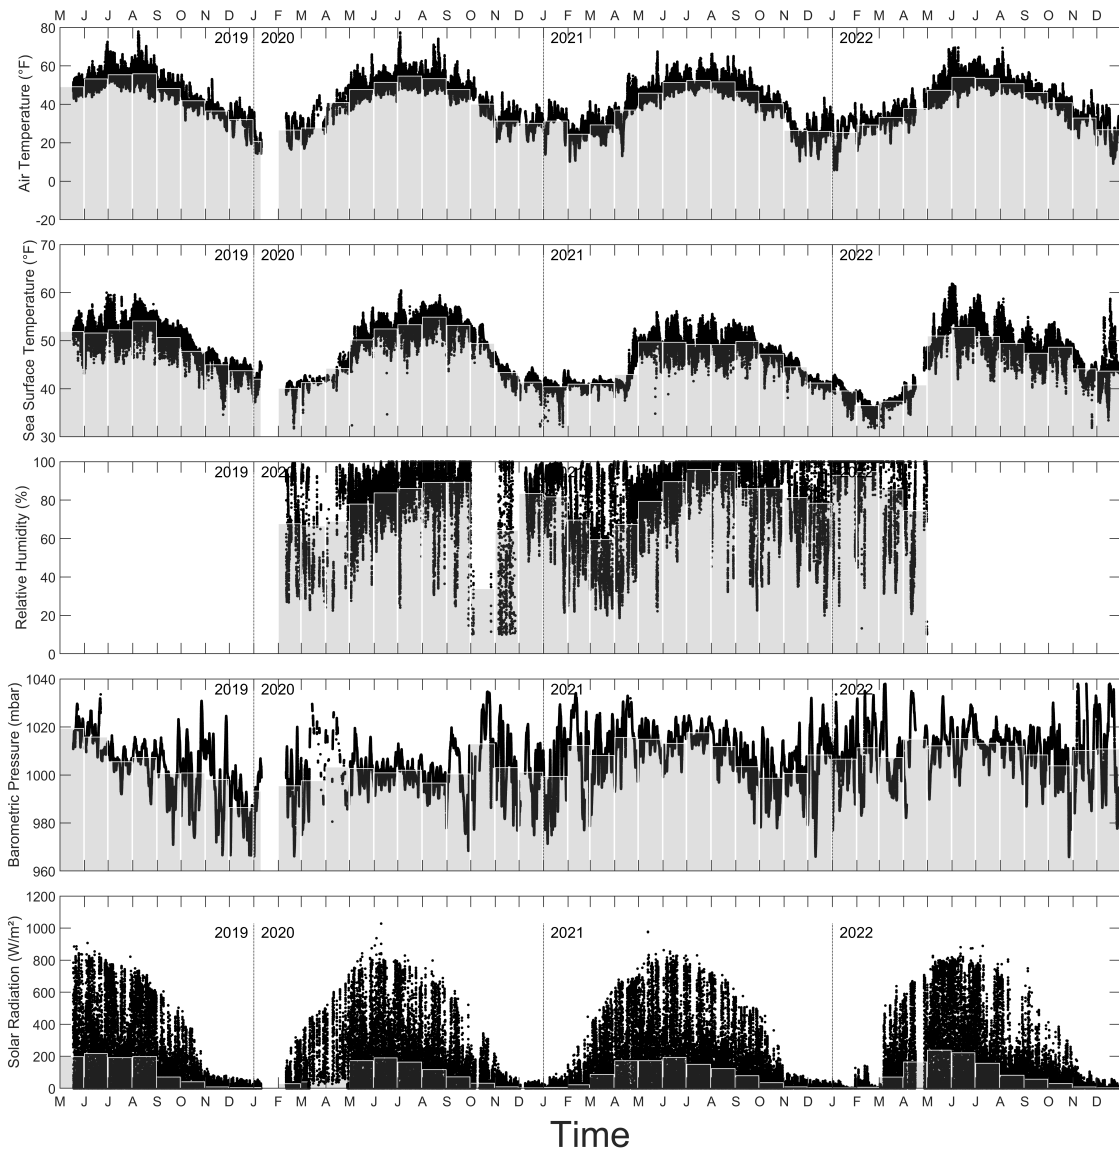 M J J A S O N D J F M A M J J A S O N D J F M A M J J A S O N D J F M A M J J A S O N D
80
60
40
20
0
-20
Air Temperature (°F)
2019 2020 2021 2022
70
60
50
40
30
Sea Surface Temperature (°F)
2019 2020 2021 2022
100
80
60
40
20
0
Relative Humidity (%)
2019
1040
1020
1000
980
960
Barometric Pressure (mbar)
2019 2020 2021 2022
1200
1000
800
600
400
200
0
Solar Radiation (W/m²)
2019 2020 2021 2022
M J J A S O N D J F M A M J J A S O N D J F M A M J J A S O N D J F M A M J J A S O N D
Time